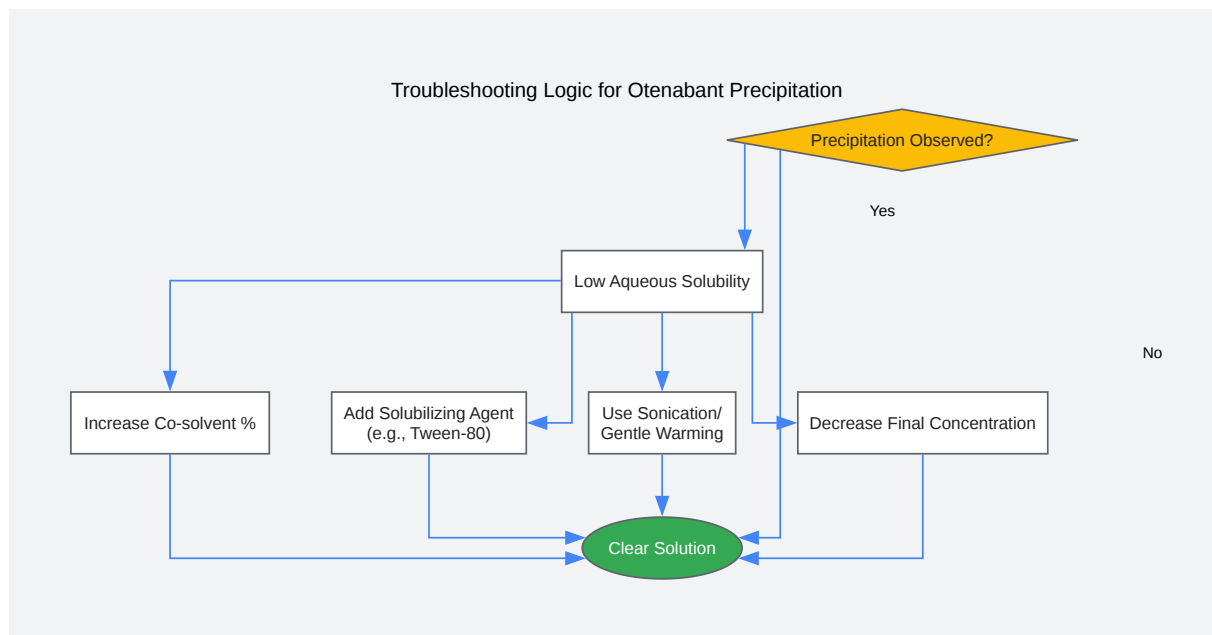 Troubleshooting Logic for Otenabant Precipitation
Precipitation Observed?
Yes
Low Aqueous Solubility
No
Increase Co-solvent %
Add Solubilizing Agent
(e.g., Tween-80)
Use Sonication/
Gentle Warming
Decrease Final Concentration
Clear Solution